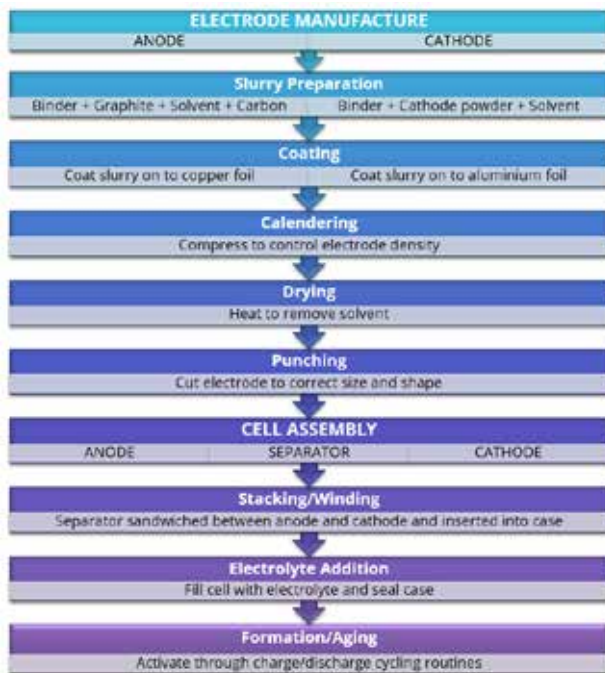 ELECTRODE MANUFACTURE
ANODE CATHODE
Slurry Preparation
Binder + Graphite + Solvent + Carbon Binder + Cathode powder + Solvent
Coating
Coat slurry on to copper foil Coat slurry on to aluminium foil
Calendering
Compress to control electrode density
Drying
Heat to remove solvent
Punching
Cut electrode to correct size and shape
CELL ASSEMBLY
ANODE SEPARATOR CATHODE
Stacking/Winding
Separator sandwiched between anode and cathode and inserted into case
Electrolyte Addition
Fill cell with electrolyte and seal case
Formation/Aging
Activate through charge/discharge cycling routines